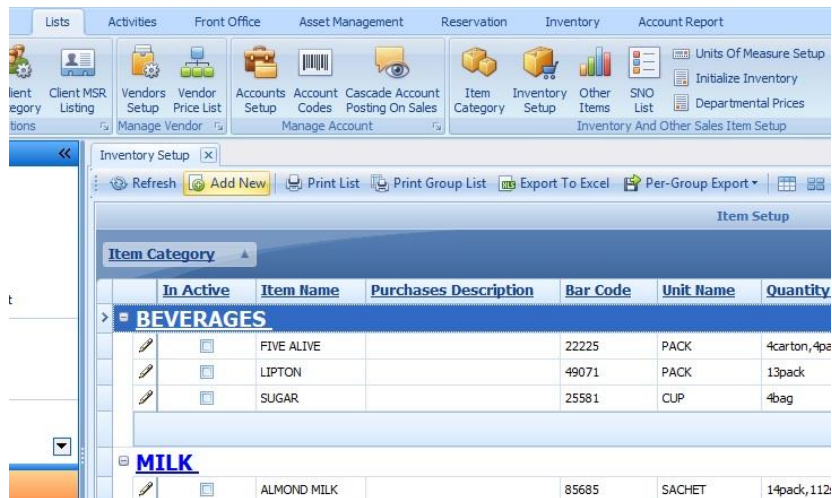 Lists Activities Front Office Asset Management Reservation Inventory Account Report
Client Category
Client MSR Listing
Vendors Setup
Vendor Price List
Accounts Setup
Account Codes
Cascade Account Posting On Sales
Item Category
Inventory Setup
Other Items
SNO List
Units Of Measure Setup
Initialize Inventory
Departmental Prices
tions Manage Vendor Manage Account Inventory And Other Sales Item Setup
Inventory Setup
Refresh Add New Print List Print Group List Export To Excel Per-Group Export
Item Setup
Item Category
In Active Item Name Purchases Description Bar Code Unit Name Quantity
BEVERAGES
FIVE ALIVE 22225 PACK 4carton,4pa
LIPTON 49071 PACK 13pack
SUGAR 25581 CUP 4bag
MILK
ALMOND MILK 85685 SACHET 14pack,112s